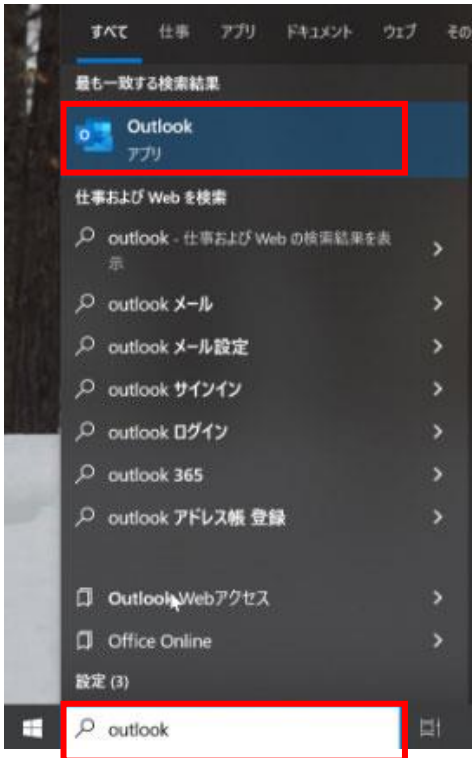 すべて 仕事 アプリ ドキュメント ウェブ その
最も一致する検索結果
Outlook
アプリ
仕事および Web を検索
outlook - 仕事および Web の検索結果を表
示
outlook メール
outlook メール設定
outlook サインイン
outlook ログイン
outlook 365
outlook アドレス帳 登録
Outlook Webアクセス
Office Online
設定 (3)
outlook